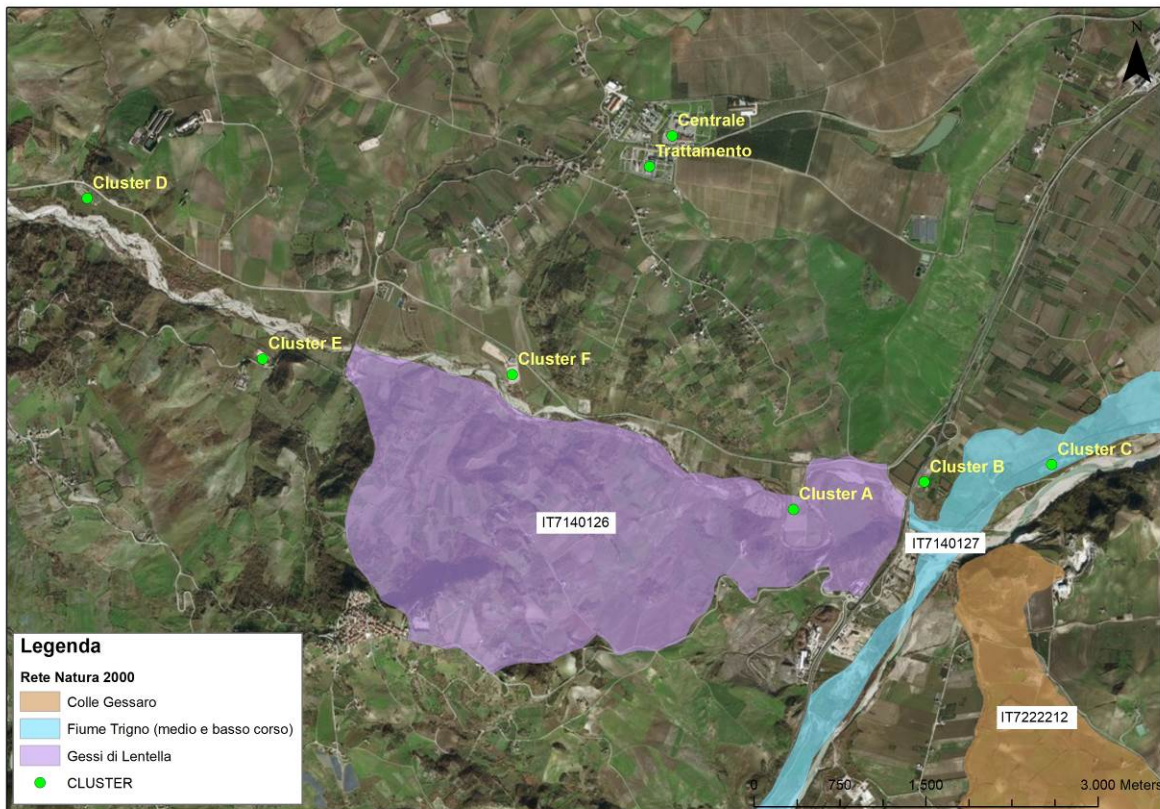 N
Centrale
Trattamento
Cluster D
Cluster E
Cluster F
Cluster C
Cluster B
Cluster A
IT7140126
IT7140127
IT7222212
Legenda
Rete Natura 2000
Colle Gessaro
Fiume Trigno (medio e basso corso)
Gessi di Lentella
CLUSTER
0 750 1.500 3.000 Meters